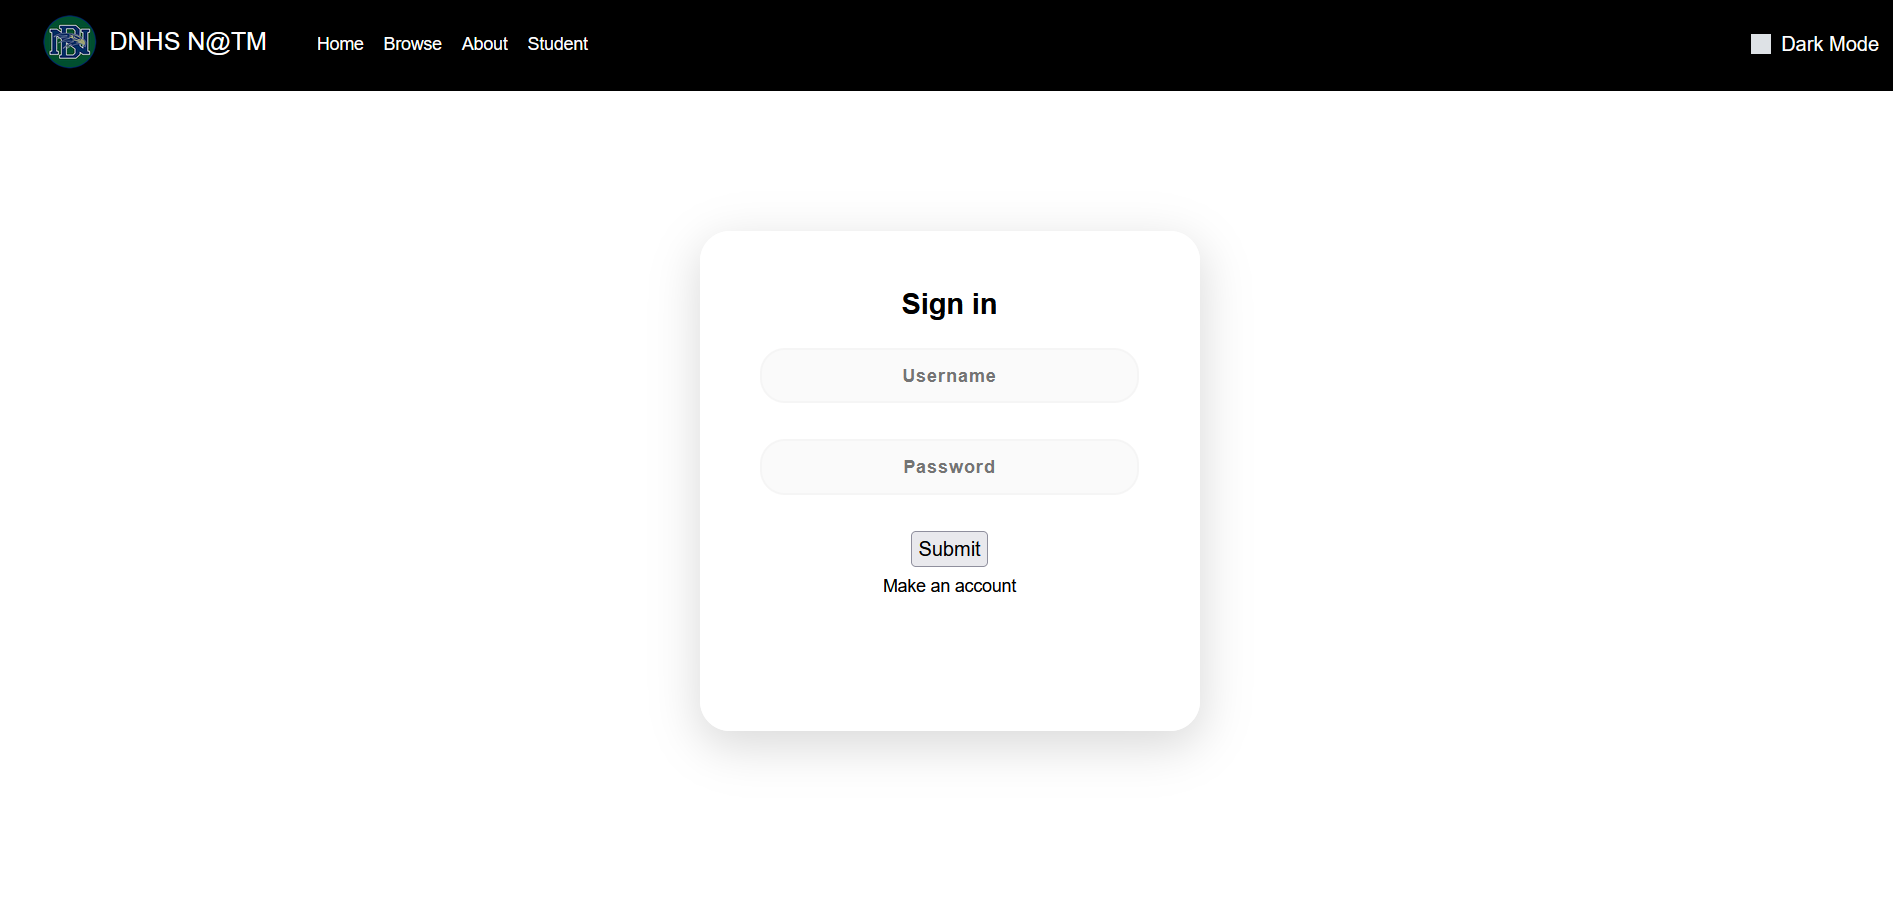 DNHS N@TM
Home Browse About Student
Dark Mode
Sign in
Username
Password
Submit
Make an account